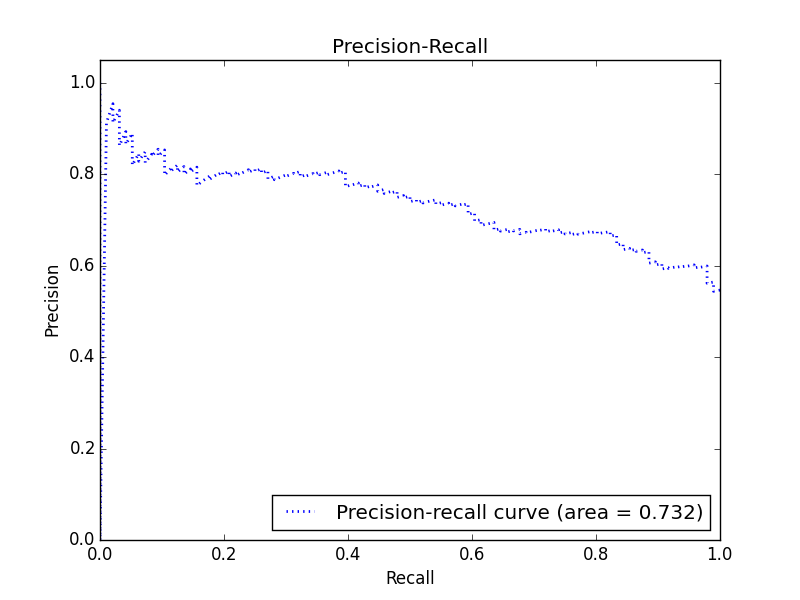 Precision-Recall
1.0
0.8
0.6
0.4
0.2
0.0
Precision
0.0 0.2 0.4 0.6 0.8 1.0
Recall
Precision-recall curve (area = 0.732)